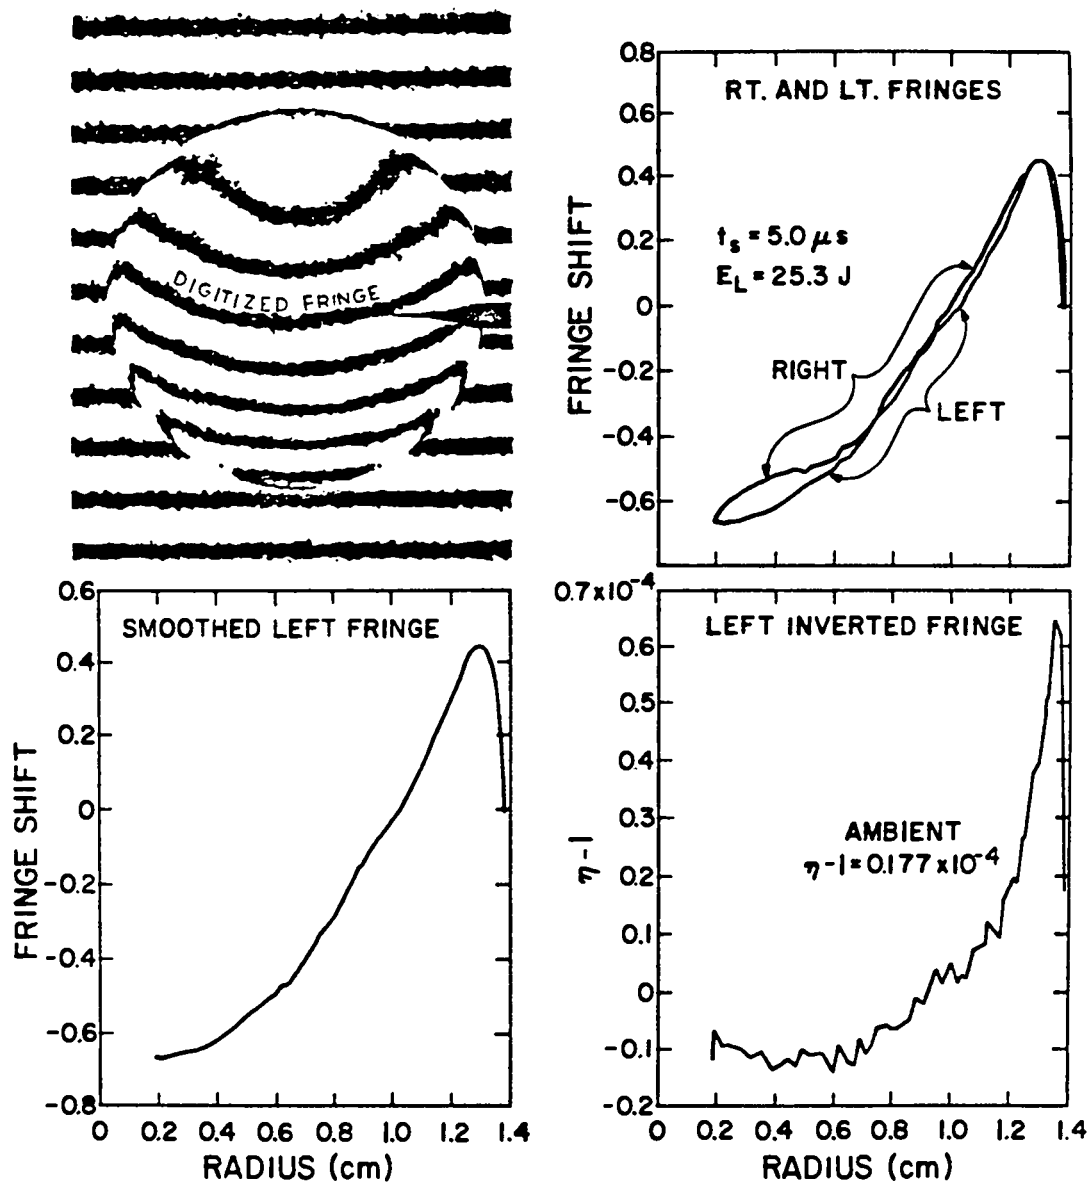 DIGITIZED FRINGE
0.8
0.6
0.4
0.2
0
-0.2
-0.4
-0.6
FRINGE SHIFT
RT. AND LT. FRINGES
tₛ = 5.0 μs
E_L = 25.3 J
RIGHT
LEFT
0.6
0.4
0.2
0
-0.2
-0.4
-0.6
-0.8
FRINGE SHIFT
SMOOTHED LEFT FRINGE
0 0.2 0.4 0.6 0.8 1.0 1.2 1.4
RADIUS (cm)
0.7x10⁻⁴
0.6
0.5
0.4
0.3
0.2
0.1
0
-0.1
-0.2
η-1
LEFT INVERTED FRINGE
AMBIENT
η-1=0.177x10⁻⁴
0 0.2 0.4 0.6 0.8 1.0 1.2 1.4
RADIUS (cm)